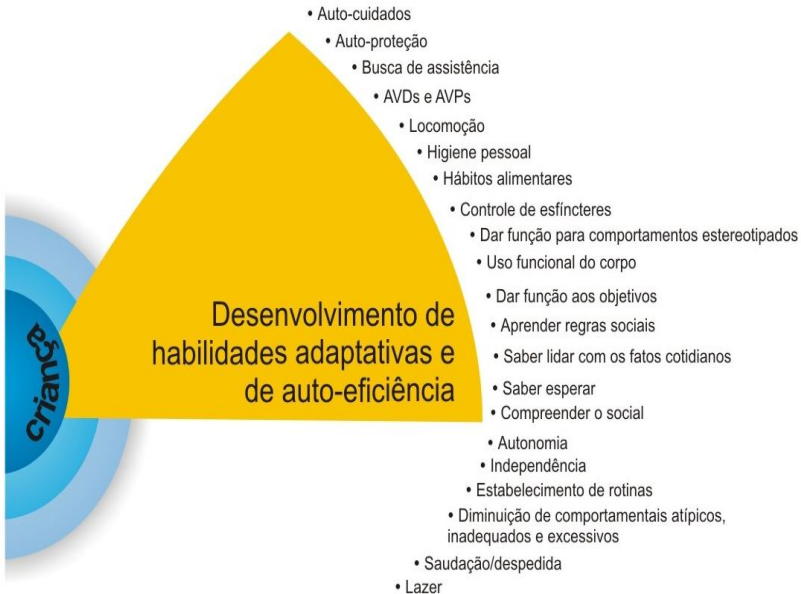 • Auto-cuidados
• Auto-proteção
• Busca de assistência
• AVDs e AVPs
• Locomoção
• Higiene pessoal
• Hábitos alimentares
• Controle de esfíncteres
• Dar função para comportamentos estereotipados
• Uso funcional do corpo
• Dar função aos objetivos
• Aprender regras sociais
• Saber lidar com os fatos cotidianos
• Saber esperar
• Compreender o social
• Autonomia
• Independência
• Estabelecimento de rotinas
• Diminuição de comportamentais atípicos,
inadequados e excessivos
• Saudação/despedida
• Lazer
Desenvolvimento de
habilidades adaptativas e
de auto-eficiência
criança